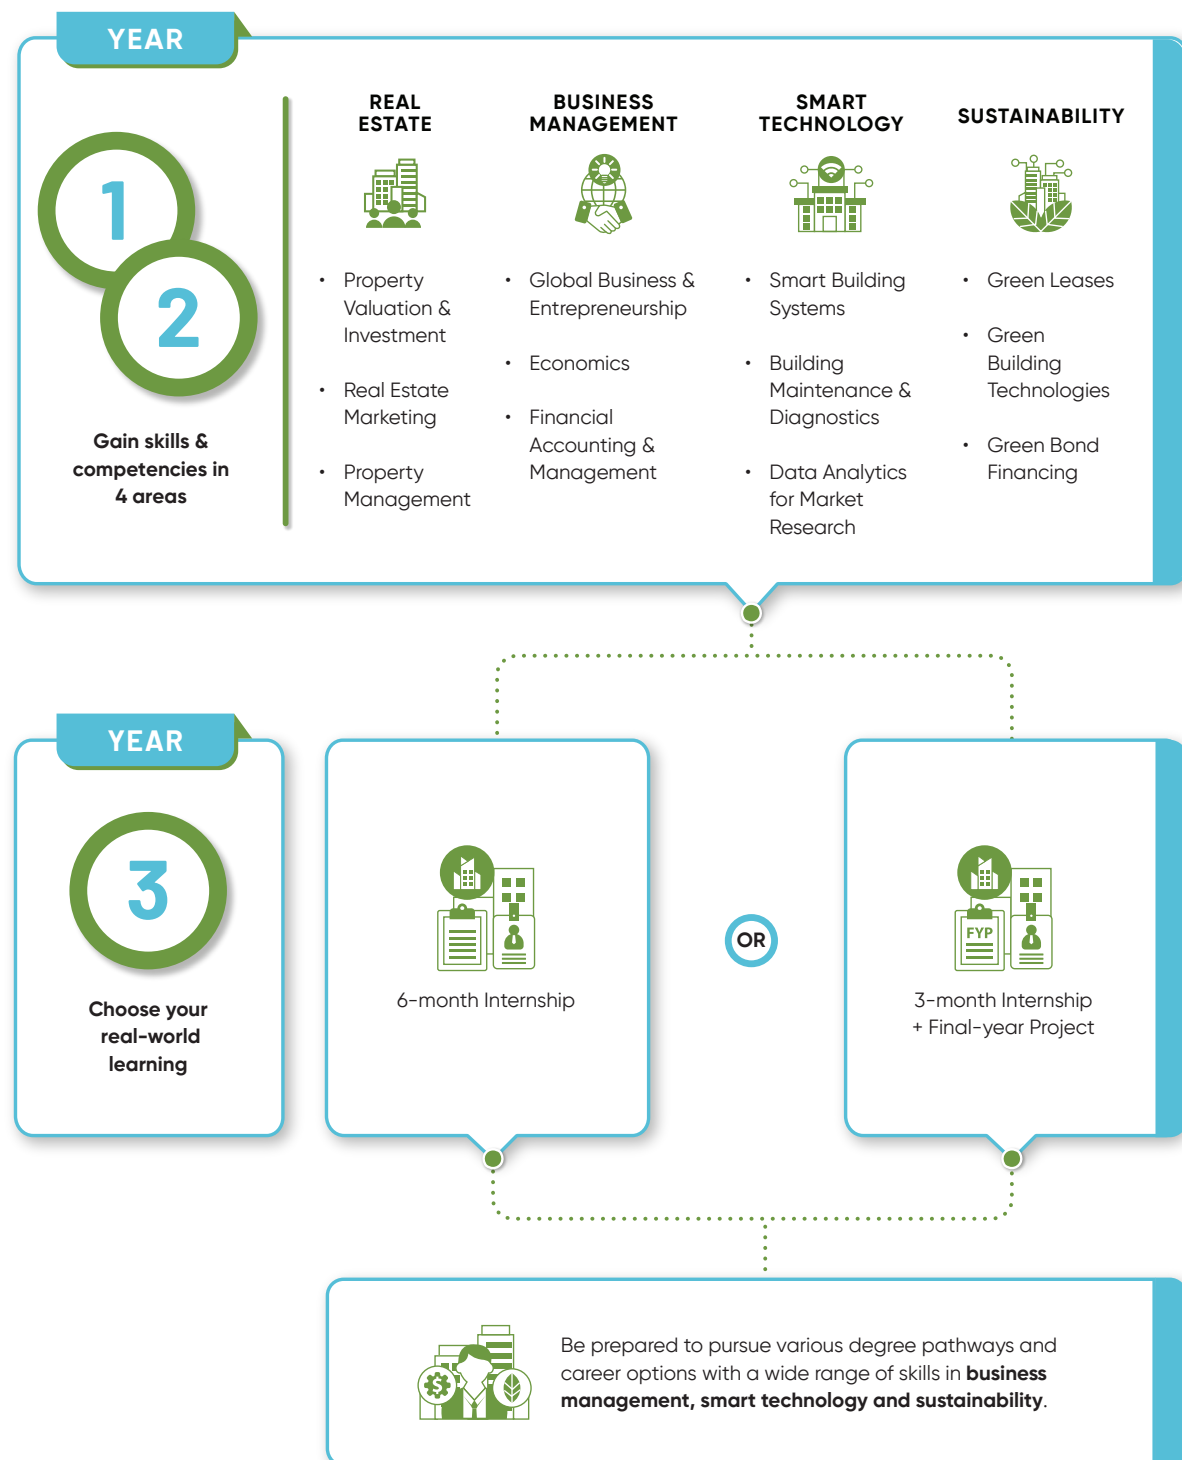 YEAR
1
2
Gain skills &
competencies in
4 areas
REAL
ESTATE
• Property
Valuation &
Investment
• Real Estate
Marketing
• Property
Management
BUSINESS
MANAGEMENT
• Global Business &
Entrepreneurship
• Economics
• Financial
Accounting &
Management
SMART
TECHNOLOGY
• Smart Building
Systems
• Building
Maintenance &
Diagnostics
• Data Analytics
for Market
Research
SUSTAINABILITY
• Green Leases
• Green
Building
Technologies
• Green Bond
Financing
YEAR
3
Choose your
real-world
learning
6-month Internship
OR
FYP
3-month Internship
+ Final-year Project
$
Be prepared to pursue various degree pathways and
career options with a wide range of skills in business
management, smart technology and sustainability.